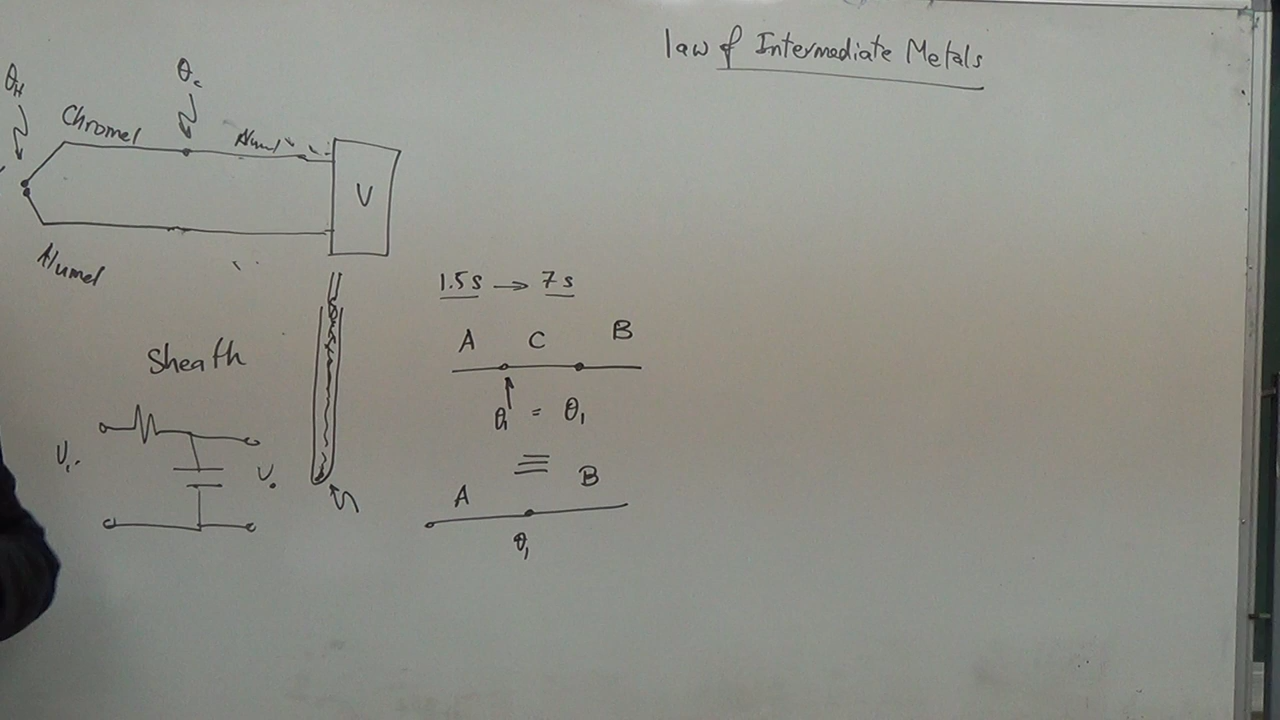 law of Intermediate Metals
θH
θc
Chromel
Alumel
V
Alumel
1.5s → 7s
A C B
θ1 = θ1
≡
Sheath
Vi
Vo
A B
θ1